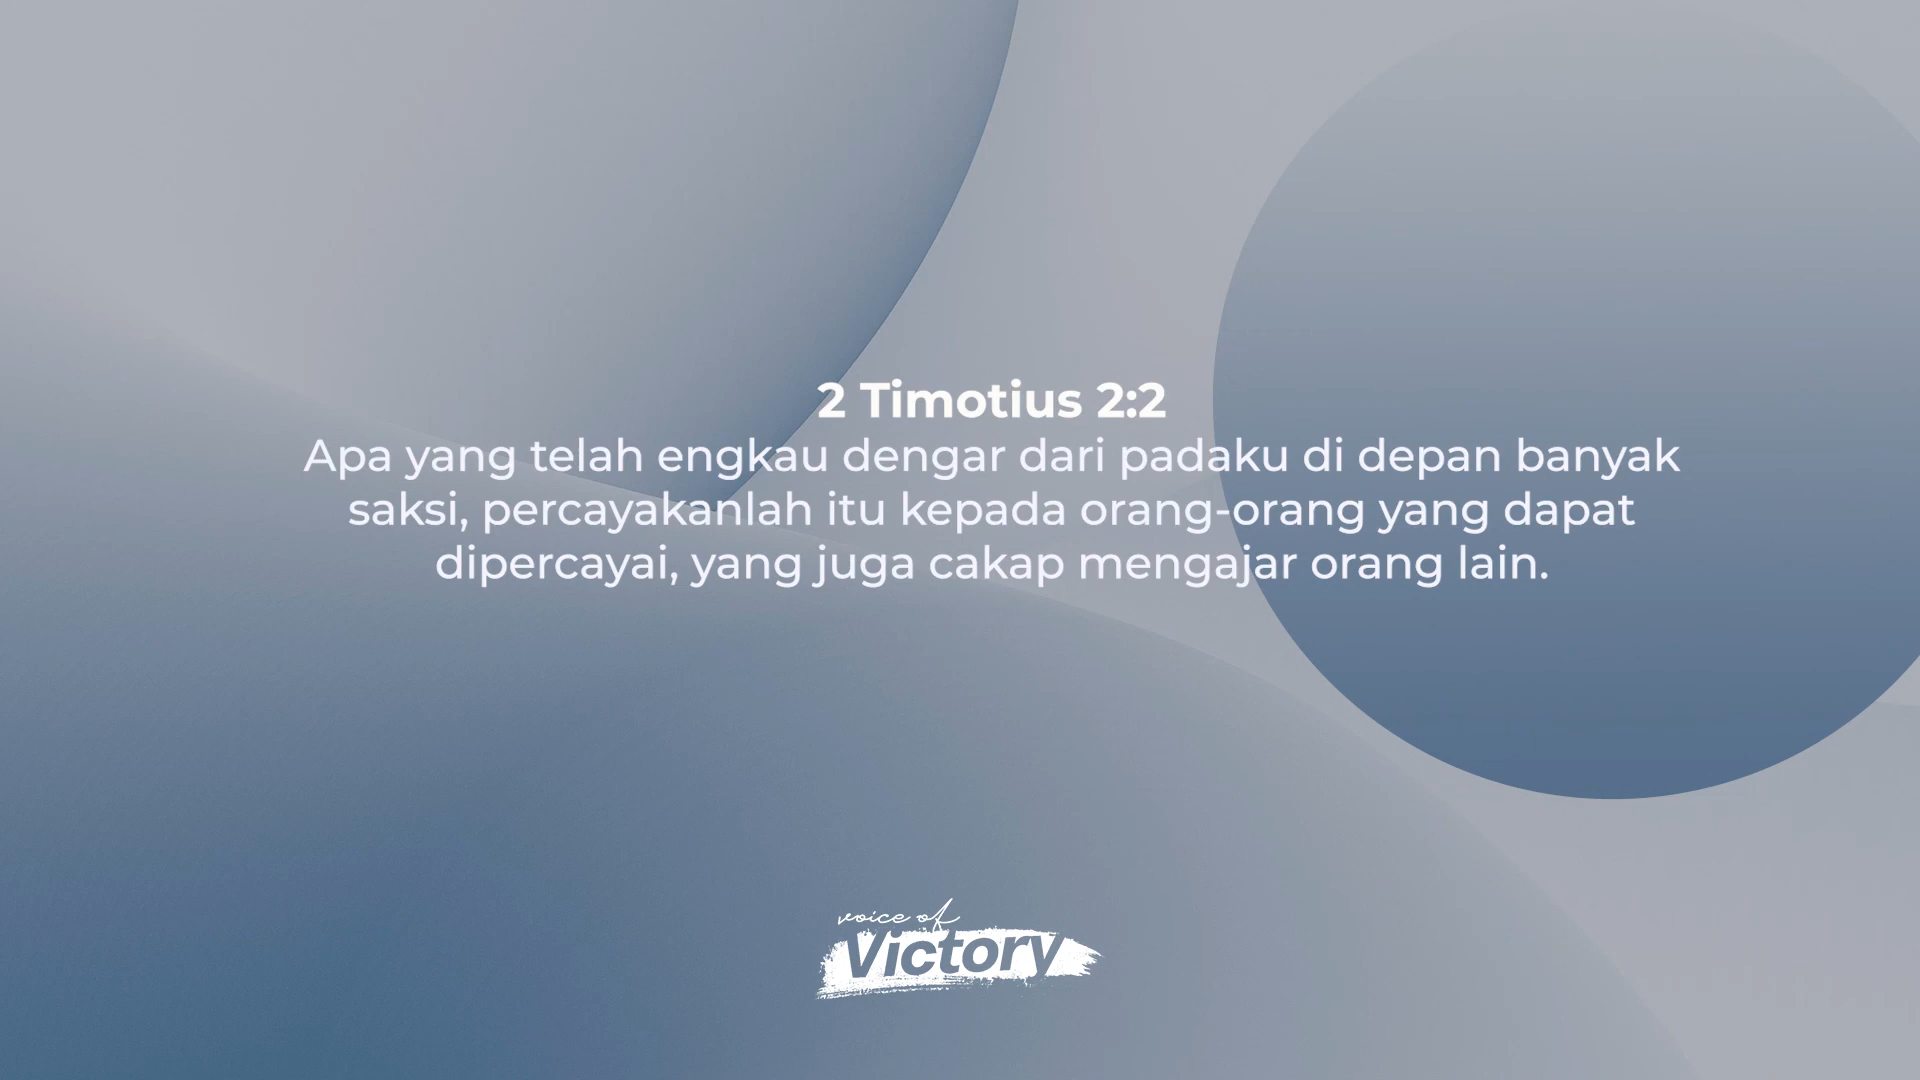 2 Timotius 2:2
Apa yang telah engkau dengar dari padaku di depan banyak
saksi, percayakanlah itu kepada orang-orang yang dapat
dipercayai, yang juga cakap mengajar orang lain.
voice of
Victory